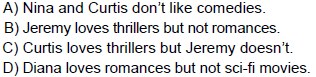 A) Nina and Curtis don't like comedies.
B) Jeremy loves thrillers but not romances.
C) Curtis loves thrillers but Jeremy doesn't.
D) Diana loves romances but not sci-fi movies.